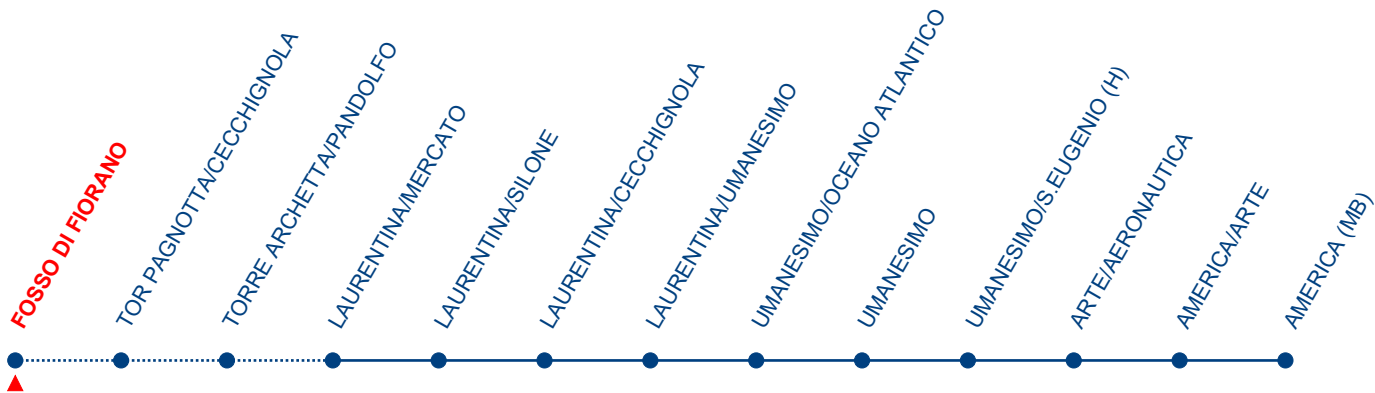 FOSSO DI FIORANO
TOR PAGNOTTA/CECCHIGNOLA
TORRE ARCHETTA/PANDOLFO
LAURENTINA/MERCATO
LAURENTINA/SILONE
LAURENTINA/CECCHIGNOLA
LAURENTINA/UMANESIMO
UMANESIMO/OCEANO ATLANTICO
UMANESIMO
UMANESIMO/S.EUGENIO (H)
ARTE/AERONAUTICA
AMERICA/ARTE
AMERICA (MB)